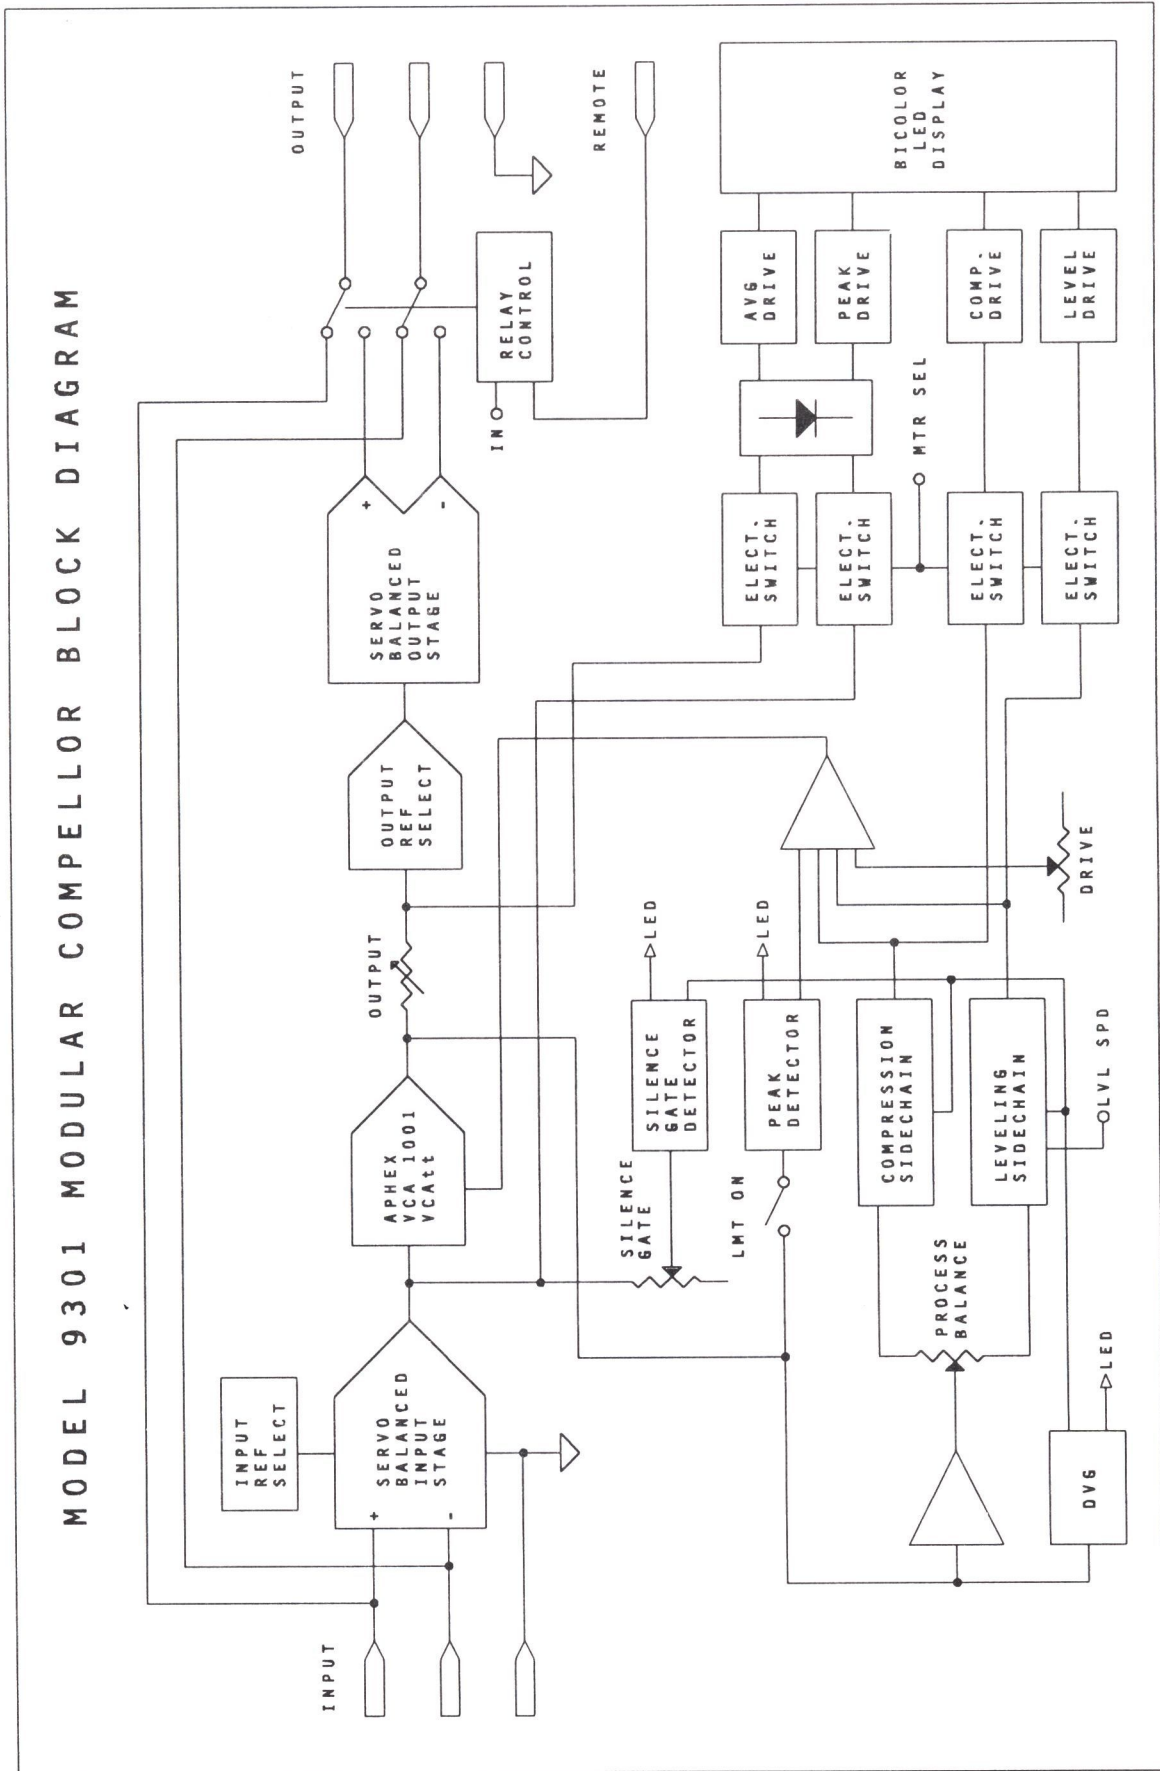 MODEL 9301 MODULAR COMPELLOR BLOCK DIAGRAM
INPUT
INPUT
REF
SELECT
+
-
SERVO
BALANCED
INPUT
STAGE
APHEX
VCA 1001
VCAtt
OUTPUT
OUTPUT
REF
SELECT
SERVO
BALANCED
OUTPUT
STAGE
+
-
OUTPUT
IN
RELAY
CONTROL
REMOTE
SILENCE
GATE
SILENCE
GATE
DETECTOR
LED
LMT ON
PEAK
DETECTOR
LED
PROCESS
BALANCE
COMPRESSION
SIDECHAIN
LEVELING
SIDECHAIN
LVL SPD
DVG
LED
DRIVE
ELECT.
SWITCH
ELECT.
SWITCH
MTR SEL
ELECT.
SWITCH
ELECT.
SWITCH
AVG
DRIVE
PEAK
DRIVE
COMP.
DRIVE
LEVEL
DRIVE
BICOLOR
LED
DISPLAY